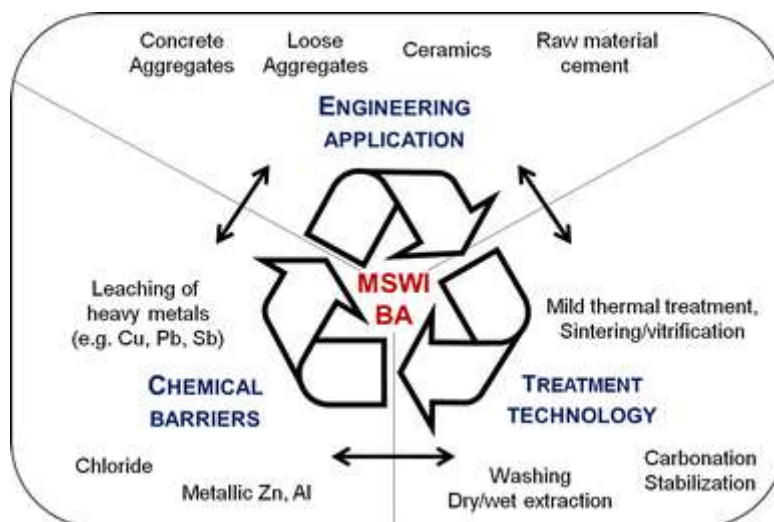 Concrete
Aggregates
Loose
Aggregates
Ceramics
Raw material
cement
ENGINEERING
APPLICATION
MSWI
BA
Leaching of
heavy metals
(e.g. Cu, Pb, Sb)
CHEMICAL
BARRIERS
Chloride
Metallic Zn, Al
Mild thermal treatment,
Sintering/vitrification
TREATMENT
TECHNOLOGY
Washing
Dry/wet extraction
Carbonation
Stabilization